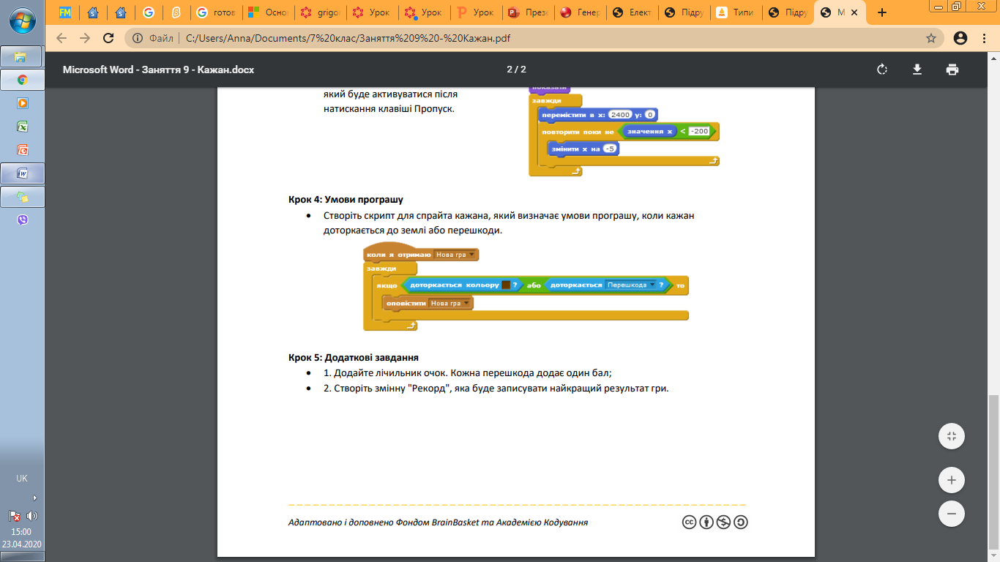 готов
Осно
grigo
Урок
Урок
Урок
През
Генер
Елект
Підру
Типи
Підру
М
Файл
C:/Users/Anna/Documents/7%20клас/Заняття%209%20-%20Кажан.pdf
Microsoft Word - Заняття 9 - Кажан.docx
2 / 2
який буде активуватися після
натискання клавіші Пропуск.
показати
завжди
перемістити в x: 2400 y: 0
повторити поки не значення x < -200
змінити x на -5
Крок 4: Умови програшу
• Створіть скрипт для спрайта кажана, який визначає умови програшу, коли кажан
доторкається до землі або перешкоди.
коли я отримаю Нова гра
завжди
якщо доторкається кольору ? або доторкається Перешкода ? то
оповістити Нова гра
Крок 5: Додаткові завдання
• 1. Додайте лічильник очок. Кожна перешкода додає один бал;
• 2. Створіть змінну "Рекорд", яка буде записувати найкращий результат гри.
Адаптовано і доповнено Фондом BrainBasket та Академією Кодування
UK
15:00
23.04.2020